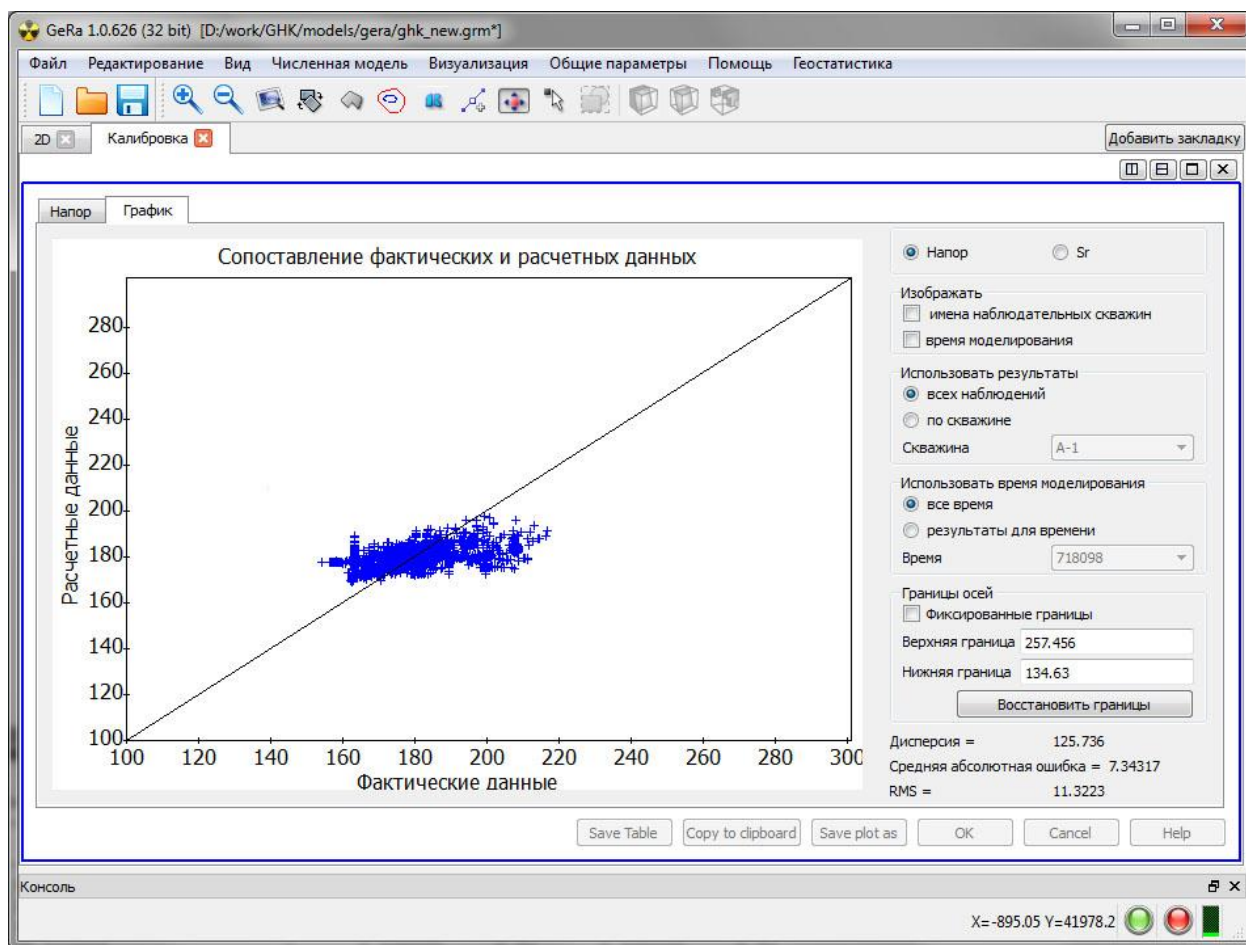 GeRa 1.0.626 (32 bit) [D:/work/GHK/models/gera/ghk_new.grm*]
Файл Редактирование Вид Численная модель Визуализация Общие параметры Помощь Геостатистика
2D Калибровка Добавить закладку
Напор График
Сопоставление фактических и расчетных данных
Расчетные данные
280
260
240
220
200
180
160
140
120
100
100 120 140 160 180 200 220 240 260 280 300
Фактические данные
Напор Sr
Изображать
имена наблюдательных скважин
время моделирования
Использовать результаты
всех наблюдений
по скважине
Скважина A-1
Использовать время моделирования
все время
результаты для времени
Время 718098
Границы осей
Фиксированные границы
Верхняя граница 257.456
Нижняя граница 134.63
Восстановить границы
Дисперсия = 125.736
Средняя абсолютная ошибка = 7.34317
RMS = 11.3223
Save Table Copy to clipboard Save plot as OK Cancel Help
Консоль
X=-895.05 Y=41978.2